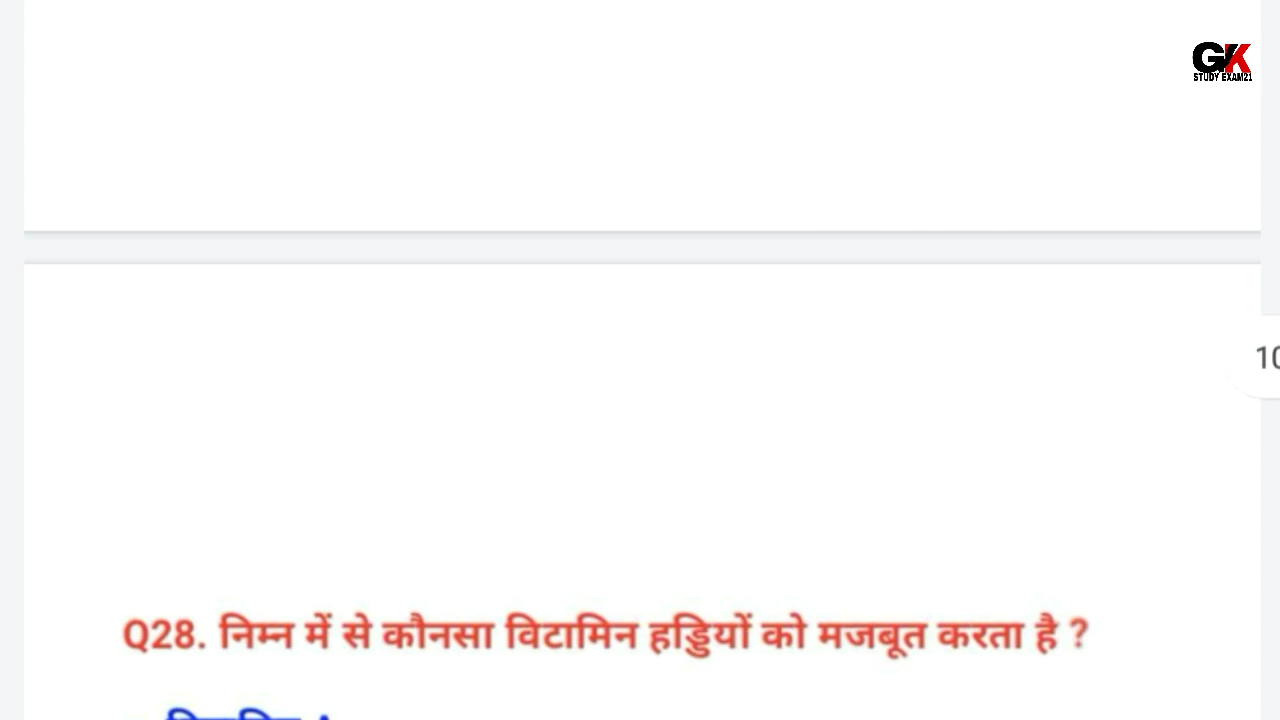 GK
STUDY EXAM21
10
Q28. निम्न में से कौनसा विटामिन हड्डियों को मजबूत करता है ?